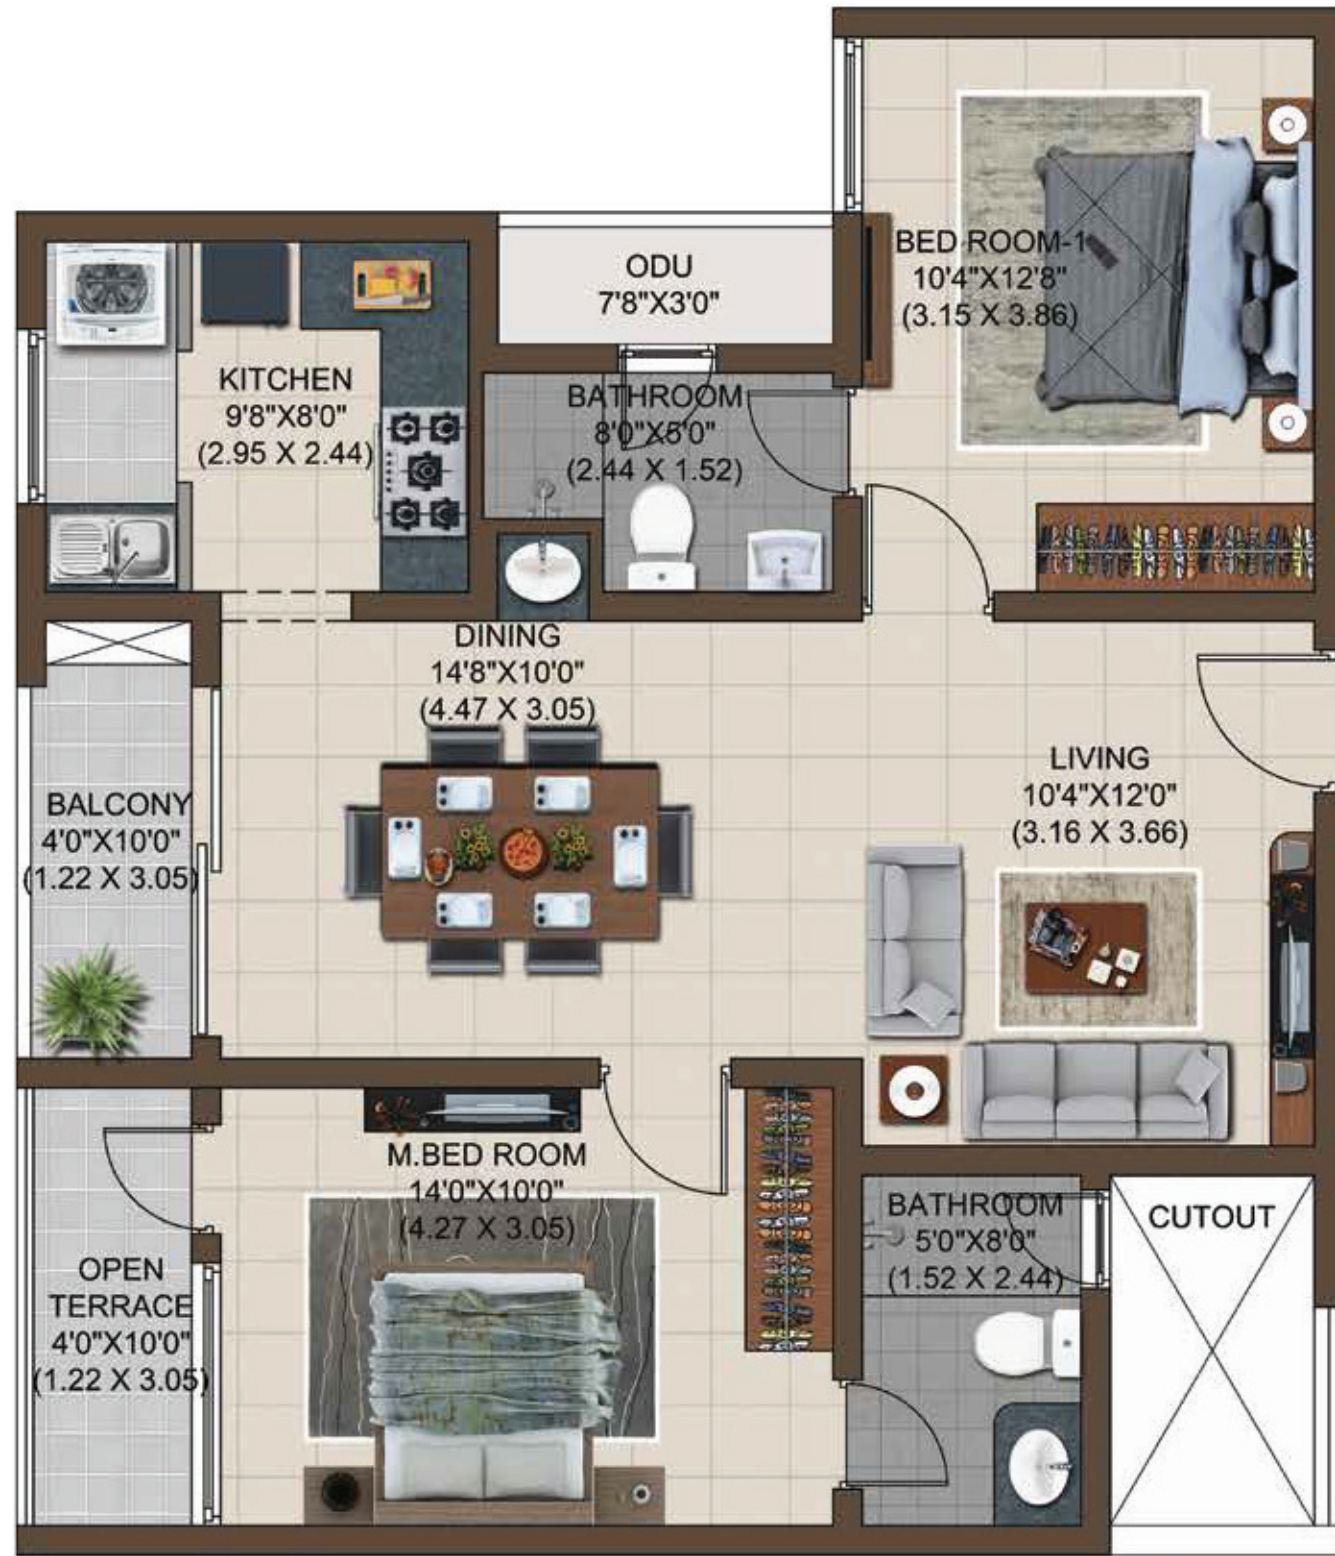 BED ROOM-1
10'4"X12'8"
(3.15 X 3.86)
ODU
7'8"X3'0"
KITCHEN
9'8"X8'0"
(2.95 X 2.44)
BATHROOM
8'0"X5'0"
(2.44 X 1.52)
DINING
14'8"X10'0"
(4.47 X 3.05)
LIVING
10'4"X12'0"
(3.16 X 3.66)
BALCONY
4'0"X10'0"
(1.22 X 3.05)
M.BED ROOM
14'0"X10'0"
(4.27 X 3.05)
BATHROOM
5'0"X8'0"
(1.52 X 2.44)
CUTOUT
OPEN
TERRACE
4'0"X10'0"
(1.22 X 3.05)